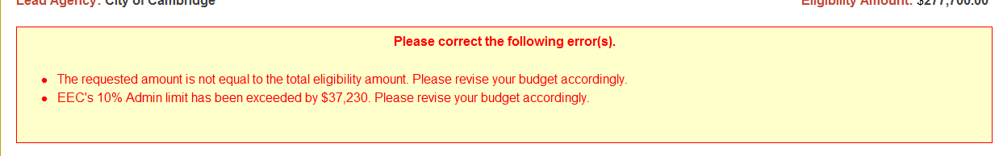 Lead Agency: City of Cambridge Eligibility Amount: $277,700.00
Please correct the following error(s).
• The requested amount is not equal to the total eligibility amount. Please revise your budget accordingly.
• EEC's 10% Admin limit has been exceeded by $37,230. Please revise your budget accordingly.